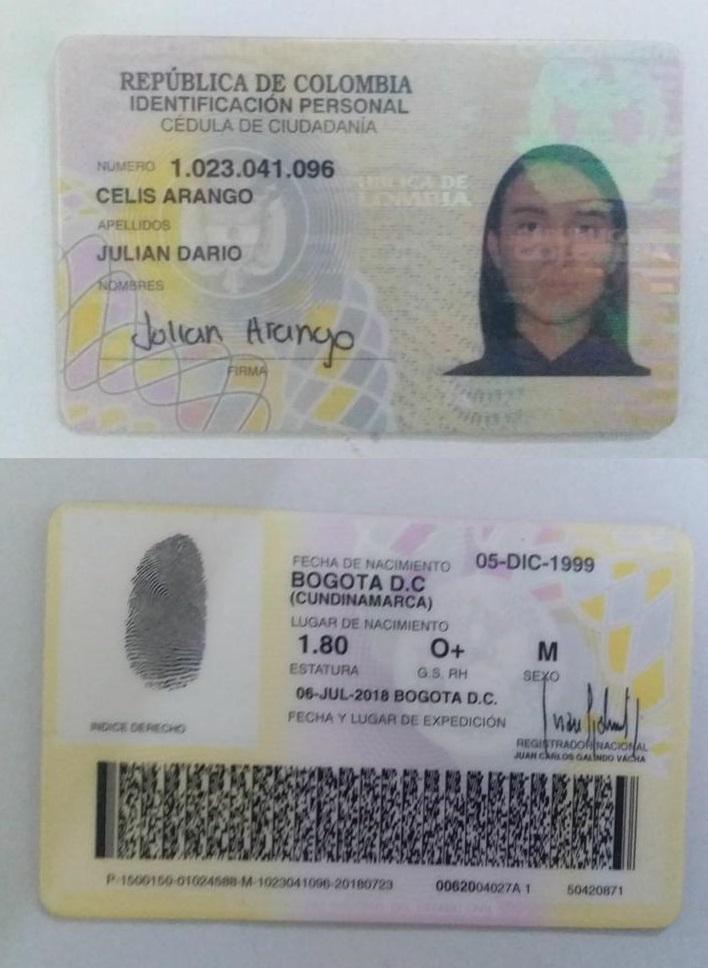 REPÚBLICA DE COLOMBIA
IDENTIFICACIÓN PERSONAL
CÉDULA DE CIUDADANÍA
NUMERO 1.023.041.096
CELIS ARANGO
APELLIDOS
JULIAN DARIO
NOMBRES
Julian Arango
FIRMA
FECHA DE NACIMIENTO 05-DIC-1999
BOGOTA D.C
(CUNDINAMARCA)
LUGAR DE NACIMIENTO
1.80 O+ M
ESTATURA G.S. RH SEXO
06-JUL-2018 BOGOTA D.C.
FECHA Y LUGAR DE EXPEDICIÓN
INDICE DERECHO
REGISTRADOR NACIONAL
JUAN CARLOS GALINDO VACHA
P-1500150-01024588-M-1023041096-20180723 0062004027A 1 50420871